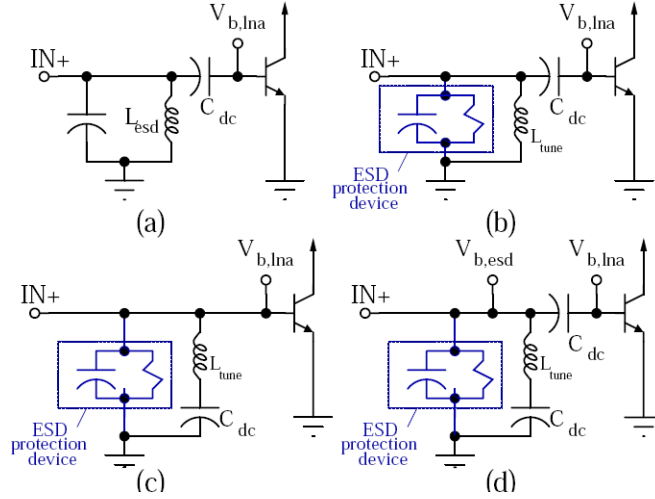 V b,lna
IN+
L esd
C dc
(a)
V b,lna
IN+
C dc
L tune
ESD
protection
device
(b)
V b,lna
IN+
L tune
C dc
ESD
protection
device
(c)
V b,esd
V b,lna
IN+
C dc
L tune
C dc
ESD
protection
device
(d)